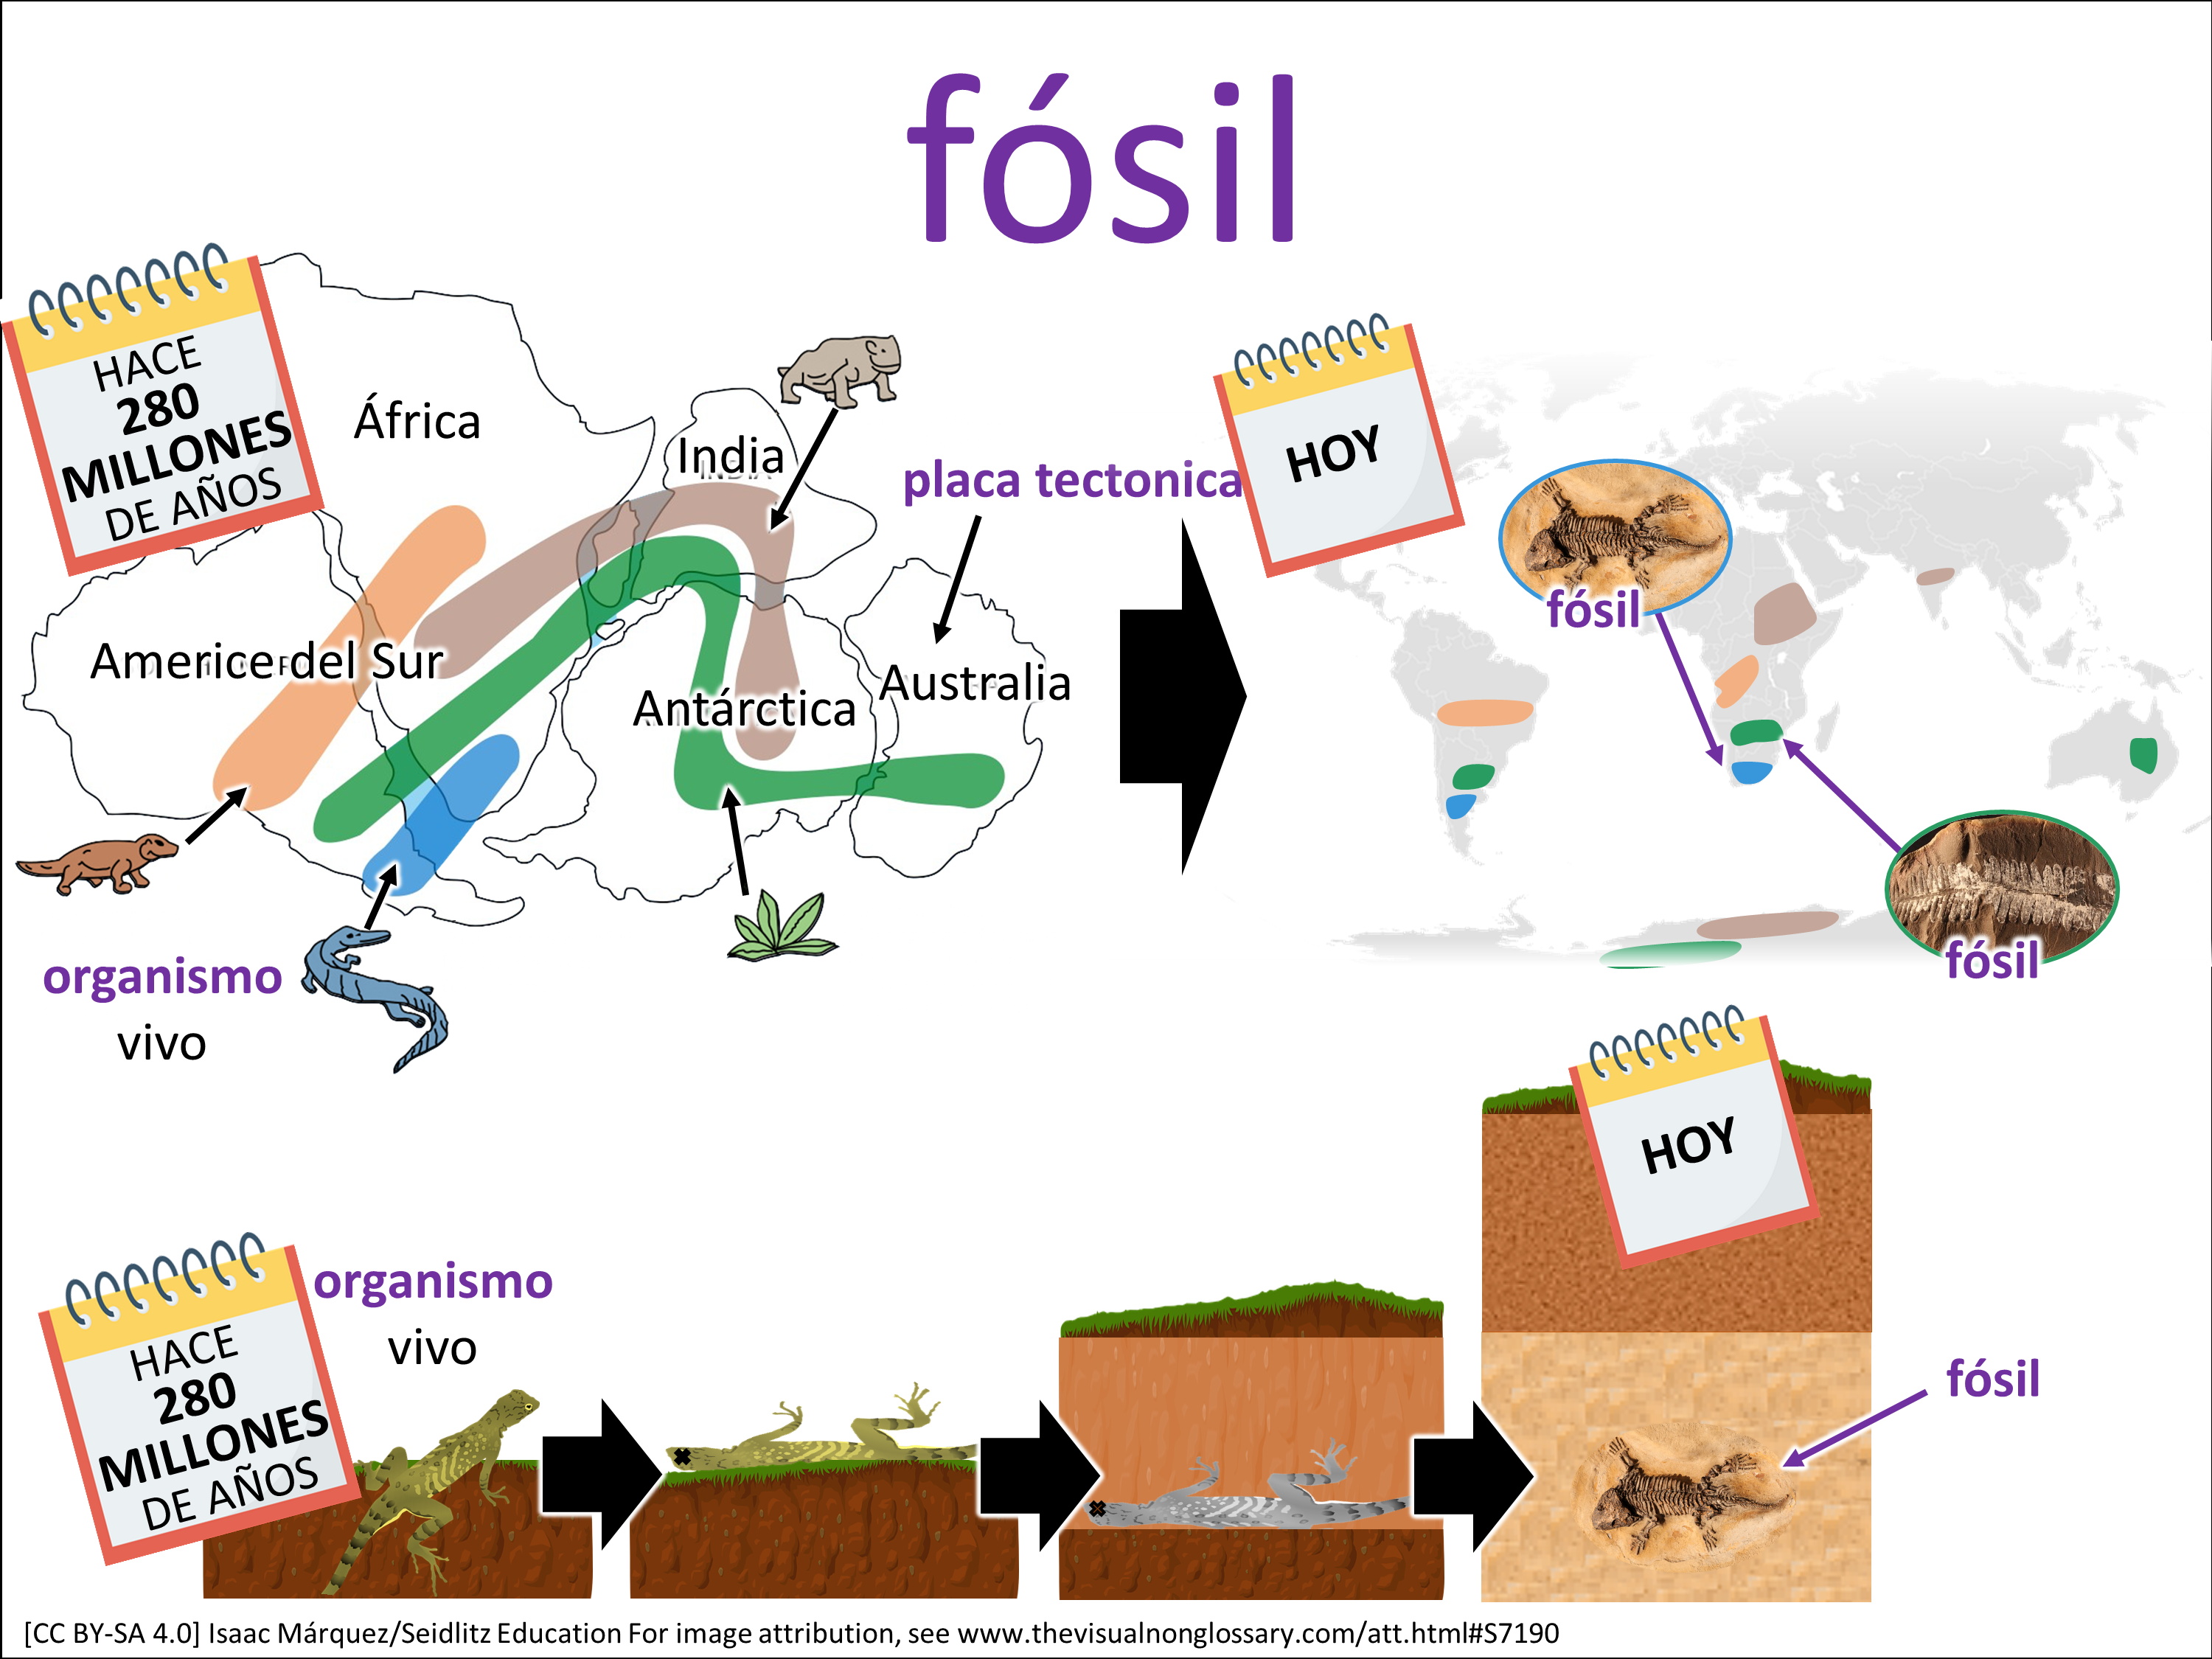 fósil
HACE
280
MILLONES
DE AÑOS
África
India
placa tectonica
Americe del Sur
Antárctica
Australia
organismo
vivo
HOY
fósil
fósil
HACE
280
MILLONES
DE AÑOS
organismo
vivo
HOY
fósil
[CC BY-SA 4.0] Isaac Márquez/Seidlitz Education For image attribution, see www.thevisualnonglossary.com/att.html#S7190